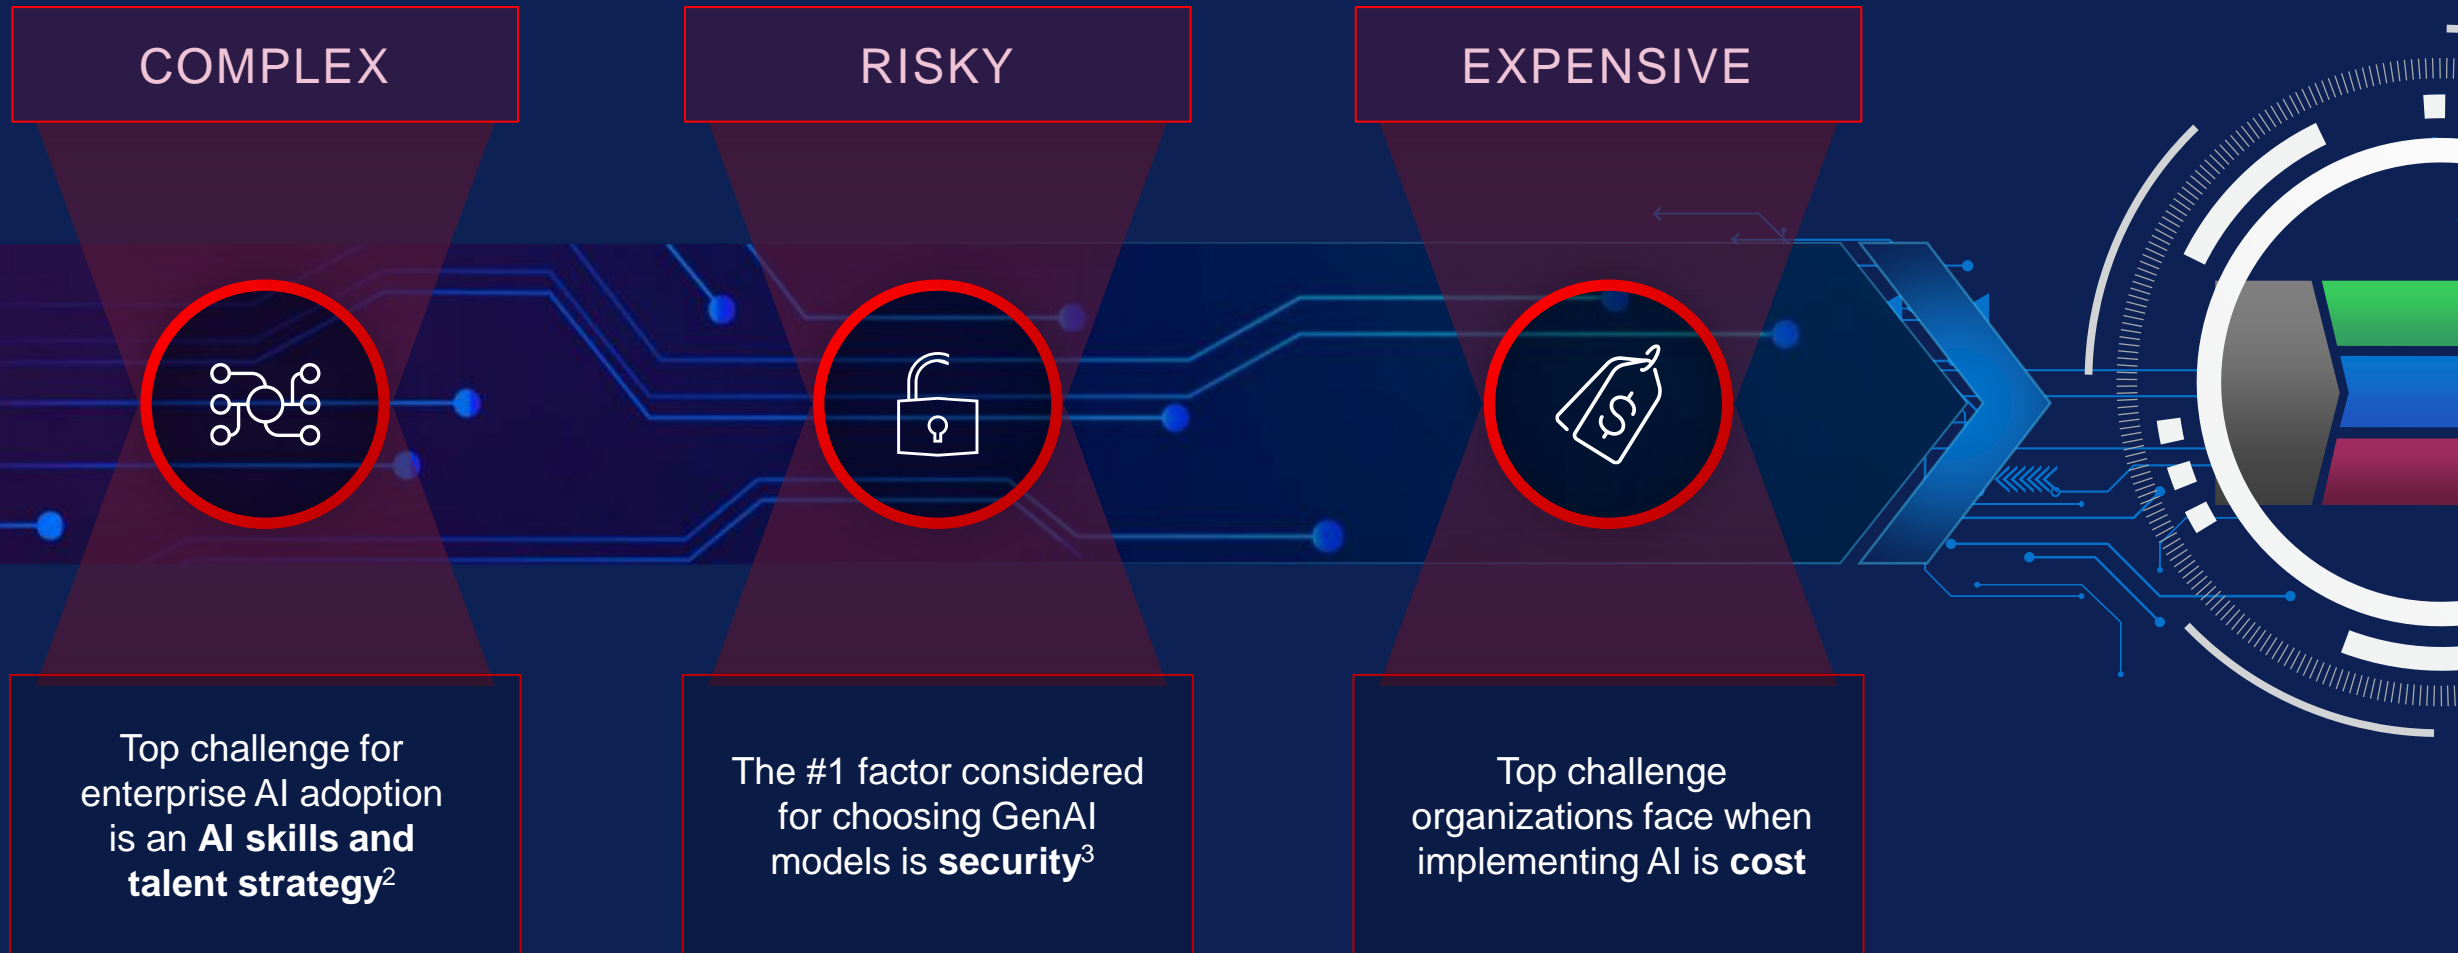 COMPLEX
RISKY
EXPENSIVE
Top challenge for
enterprise AI adoption
is an AI skills and
talent strategy²
The #1 factor considered
for choosing GenAI
models is security³
Top challenge
organizations face when
implementing AI is cost
$